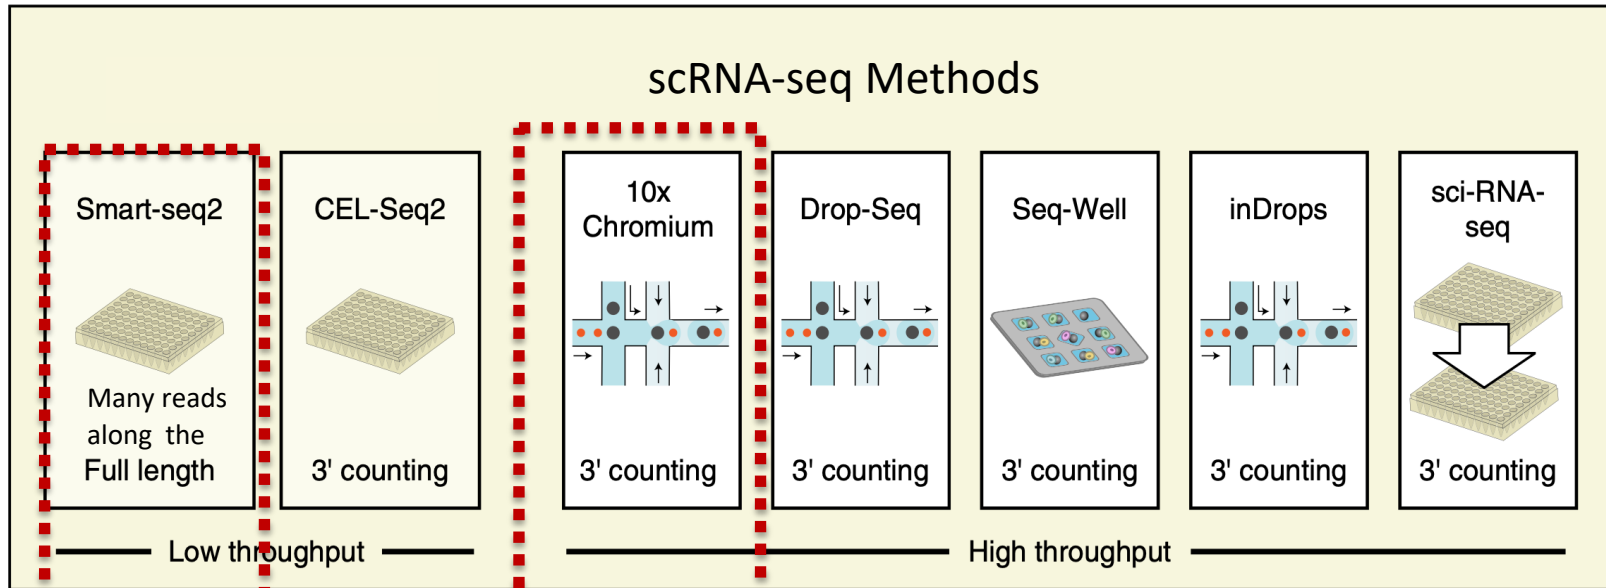 scRNA-seq Methods
Smart-seq2
Many reads
along the
Full length
CEL-Seq2
3' counting
10x
Chromium
3' counting
Drop-Seq
3' counting
Seq-Well
3' counting
inDrops
3' counting
sci-RNA-
seq
3' counting
Low throughput
High throughput